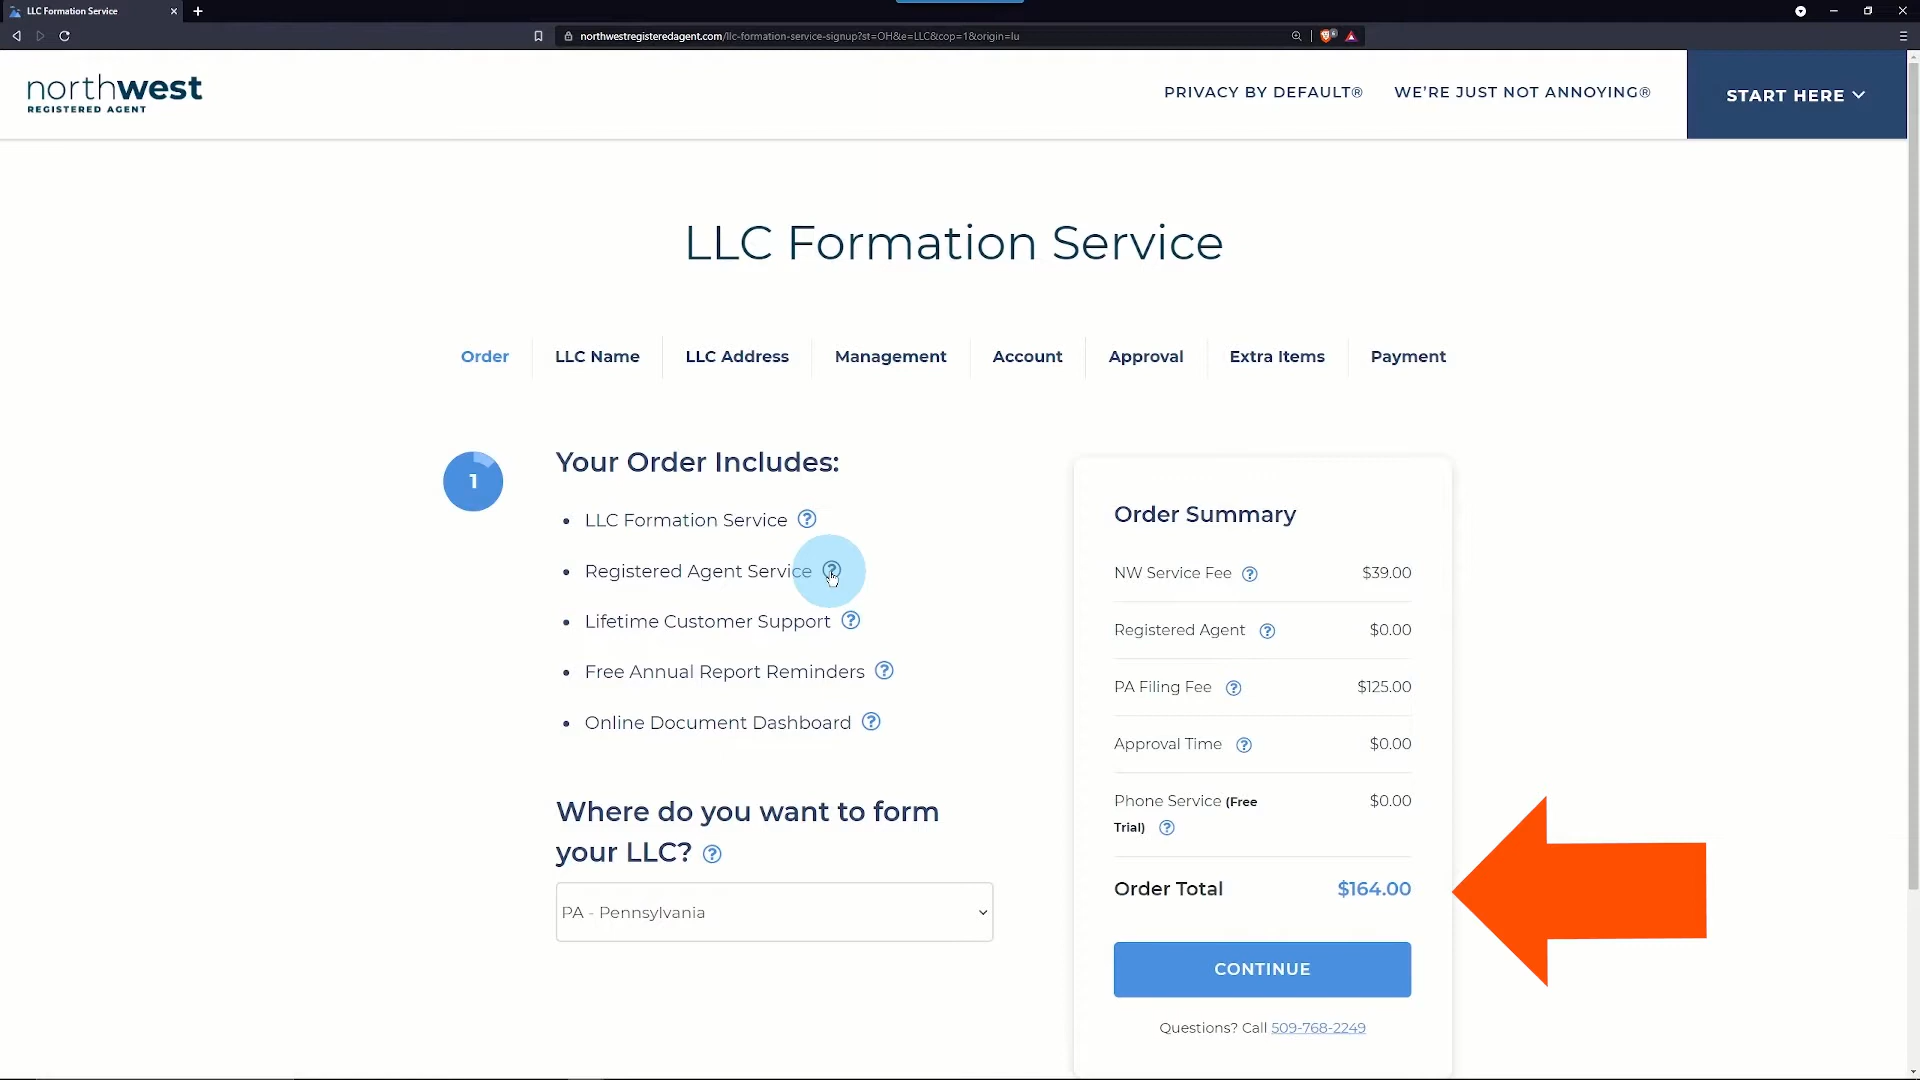 LLC Formation Service
northwestregisteredagent.com/llc-formation-service-signup?st=OH&e=LLC&cop=1&origin=lu
northwest
REGISTERED AGENT
PRIVACY BY DEFAULT®
WE'RE JUST NOT ANNOYING®
START HERE
LLC Formation Service
Order
LLC Name
LLC Address
Management
Account
Approval
Extra Items
Payment
1
Your Order Includes:
LLC Formation Service ?
Registered Agent Service ?
Lifetime Customer Support ?
Free Annual Report Reminders ?
Online Document Dashboard ?
Where do you want to form
your LLC? ?
PA - Pennsylvania
Order Summary
NW Service Fee ? $39.00
Registered Agent ? $0.00
PA Filing Fee ? $125.00
Approval Time ? $0.00
Phone Service (Free $0.00
Trial) ?
Order Total $164.00
CONTINUE
Questions? Call 509-768-2249